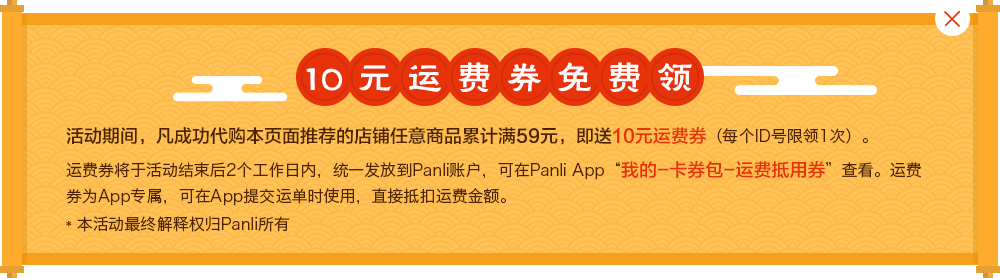 10元运费券免费领
活动期间，凡成功代购本页面推荐的店铺任意商品累计满59元，即送10元运费券（每个ID号限领1次）。
运费券将于活动结束后2个工作日内，统一发放到Panli账户，可在Panli App“我的-卡券包-运费抵用券”查看。运费
券为App专属，可在App提交运单时使用，直接抵扣运费金额。
* 本活动最终解释权归Panli所有